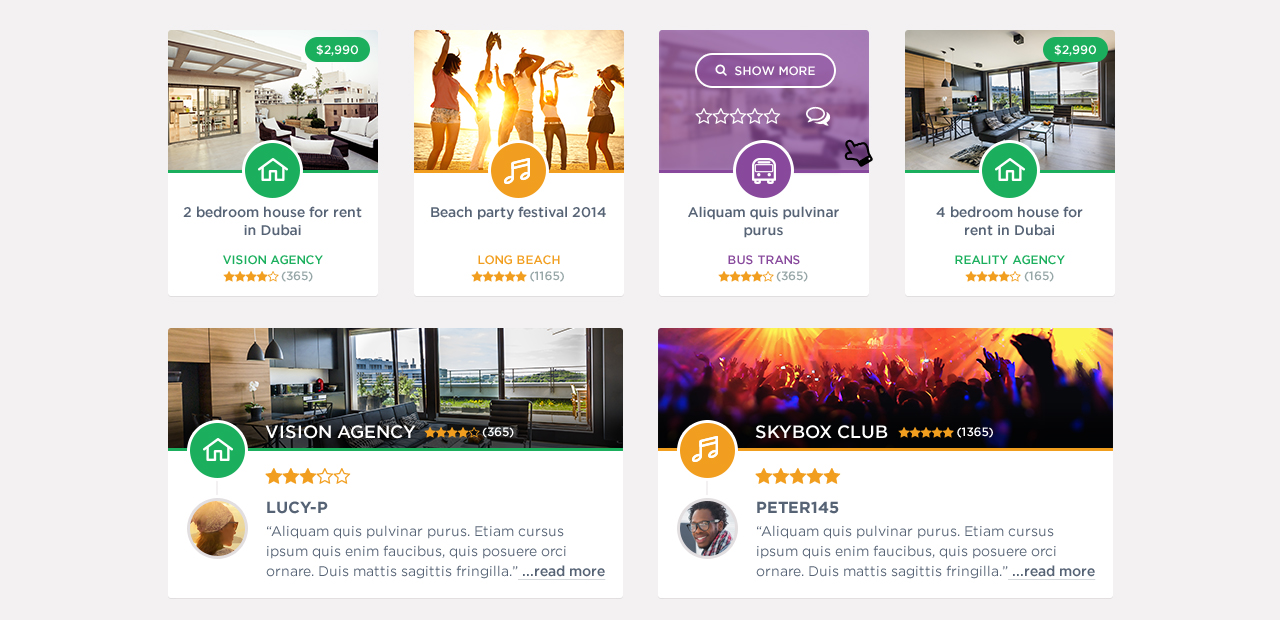 $2,990
2 bedroom house for rent
in Dubai
VISION AGENCY
(365)
Beach party festival 2014
LONG BEACH
(1165)
SHOW MORE
Aliquam quis pulvinar
purus
BUS TRANS
(365)
$2,990
4 bedroom house for
rent in Dubai
REALITY AGENCY
(165)
VISION AGENCY (365)
LUCY-P
“Aliquam quis pulvinar purus. Etiam cursus
ipsum quis enim faucibus, quis posuere orci
ornare. Duis mattis sagittis fringilla.” ...read more
SKYBOX CLUB (1365)
PETER145
“Aliquam quis pulvinar purus. Etiam cursus
ipsum quis enim faucibus, quis posuere orci
ornare. Duis mattis sagittis fringilla.” ...read more